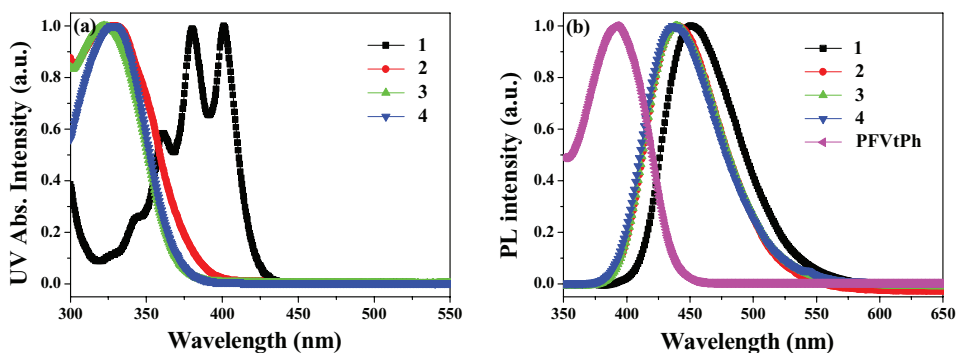 (a)
1
2
3
4
UV Abs. Intensity (a.u.)
1.0
0.8
0.6
0.4
0.2
0.0
300 350 400 450 500 550
Wavelength (nm)
(b)
1
2
3
4
PFVtPh
PL intensity (a.u.)
1.0
0.8
0.6
0.4
0.2
0.0
350 400 450 500 550 600 650
Wavelength (nm)